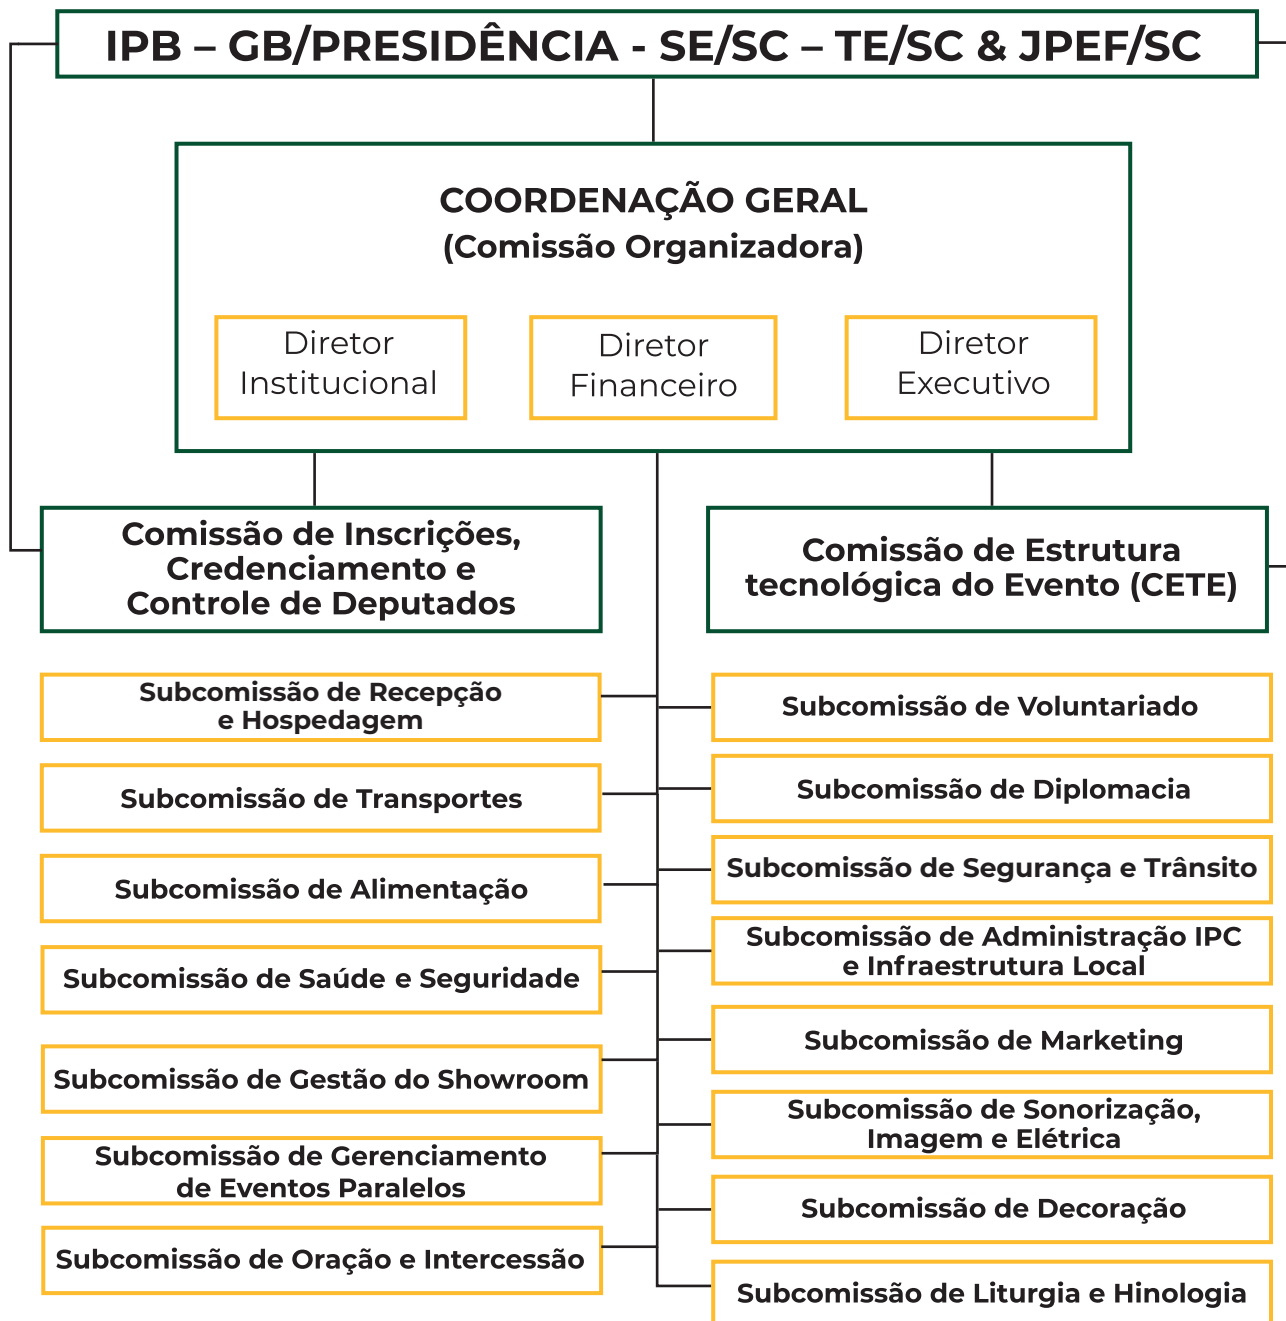 IPB – GB/PRESIDÊNCIA - SE/SC – TE/SC & JPEF/SC
COORDENAÇÃO GERAL
(Comissão Organizadora)
Diretor
Institucional
Diretor
Financeiro
Diretor
Executivo
Comissão de Inscrições,
Credenciamento e
Controle de Deputados
Comissão de Estrutura
tecnológica do Evento (CETE)
Subcomissão de Recepção
e Hospedagem
Subcomissão de Transportes
Subcomissão de Alimentação
Subcomissão de Saúde e Seguridade
Subcomissão de Gestão do Showroom
Subcomissão de Gerenciamento
de Eventos Paralelos
Subcomissão de Oração e Intercessão
Subcomissão de Voluntariado
Subcomissão de Diplomacia
Subcomissão de Segurança e Trânsito
Subcomissão de Administração IPC
e Infraestrutura Local
Subcomissão de Marketing
Subcomissão de Sonorização,
Imagem e Elétrica
Subcomissão de Decoração
Subcomissão de Liturgia e Hinologia